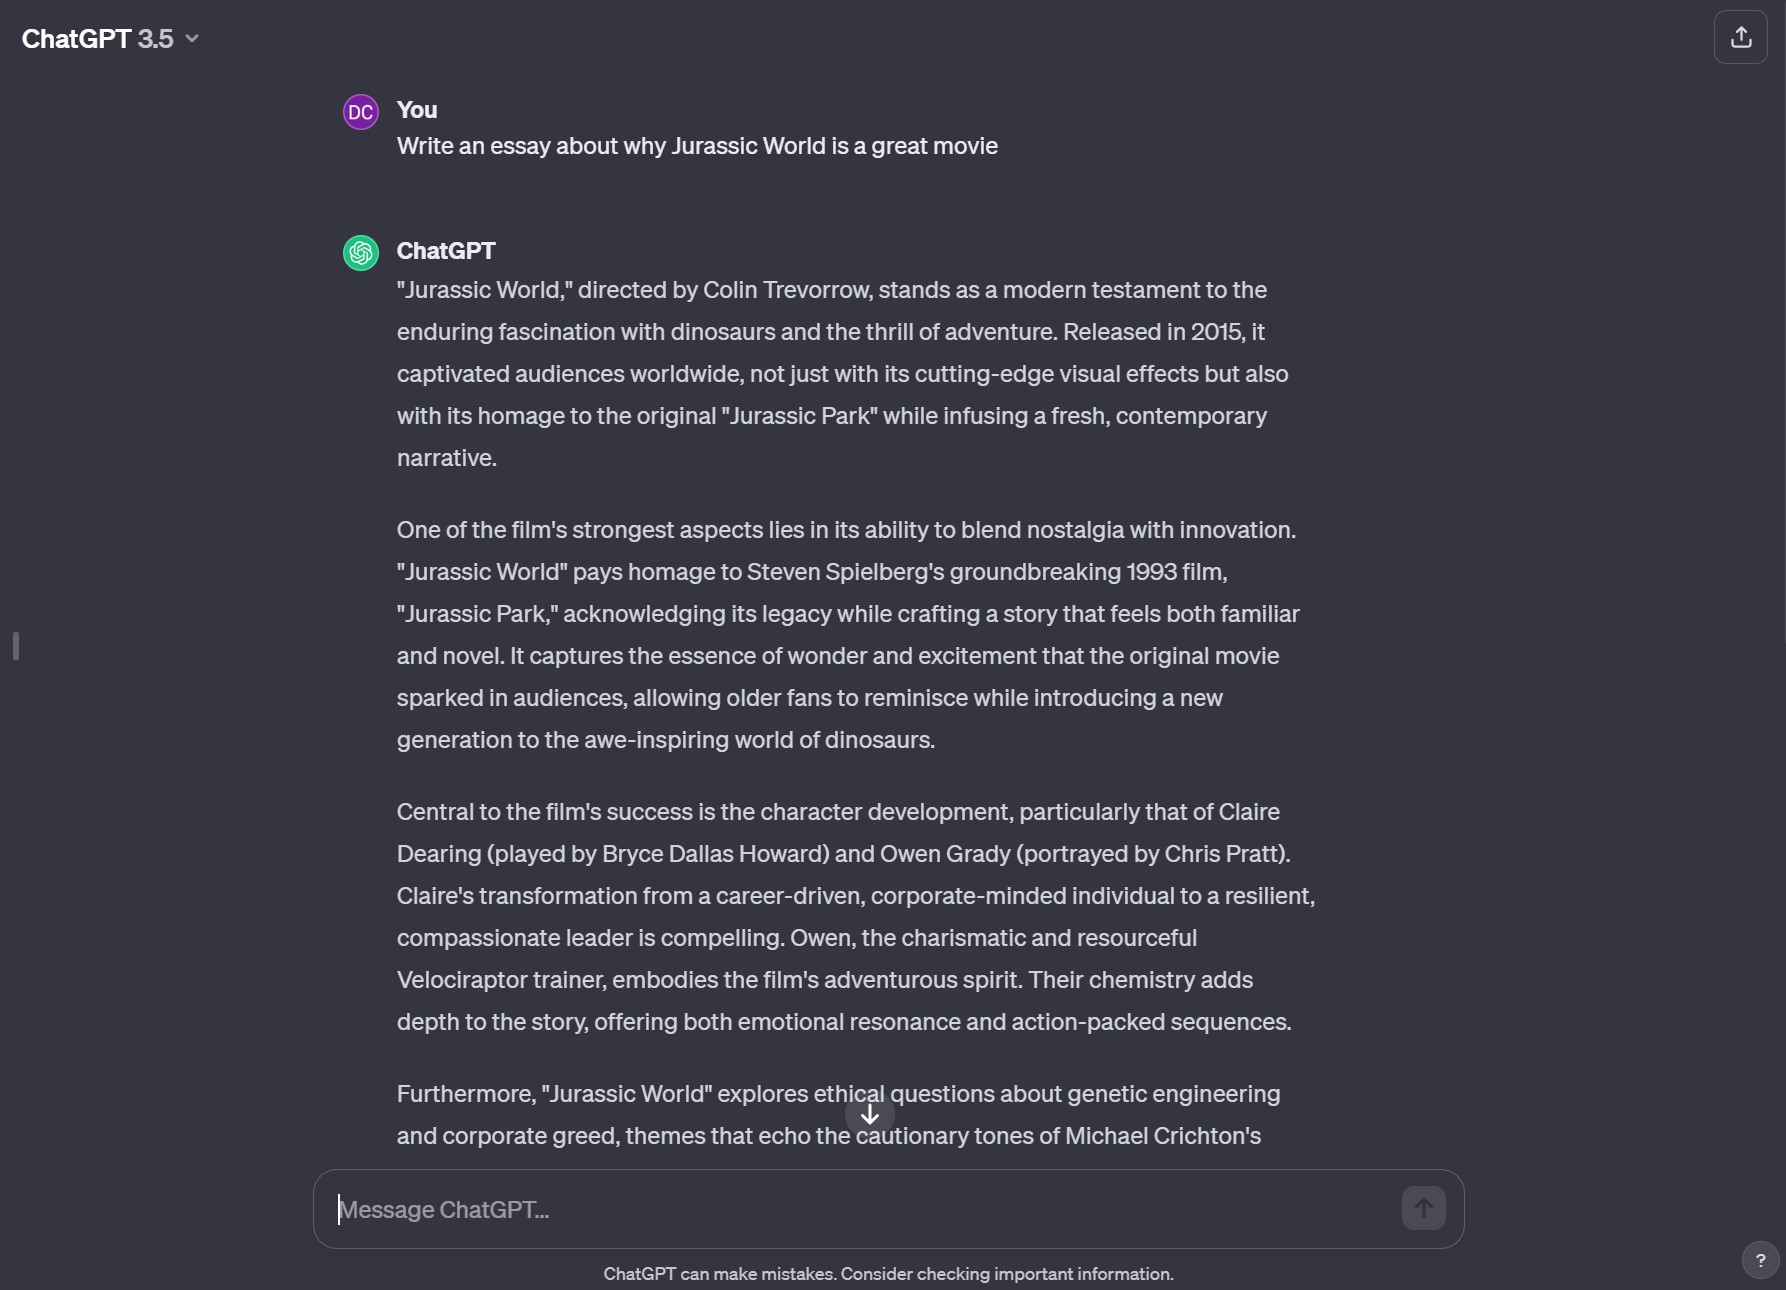 ChatGPT 3.5
DC
You
Write an essay about why Jurassic World is a great movie
ChatGPT
"Jurassic World," directed by Colin Trevorrow, stands as a modern testament to the
enduring fascination with dinosaurs and the thrill of adventure. Released in 2015, it
captivated audiences worldwide, not just with its cutting-edge visual effects but also
with its homage to the original "Jurassic Park" while infusing a fresh, contemporary
narrative.
One of the film's strongest aspects lies in its ability to blend nostalgia with innovation.
"Jurassic World" pays homage to Steven Spielberg's groundbreaking 1993 film,
"Jurassic Park," acknowledging its legacy while crafting a story that feels both familiar
and novel. It captures the essence of wonder and excitement that the original movie
sparked in audiences, allowing older fans to reminisce while introducing a new
generation to the awe-inspiring world of dinosaurs.
Central to the film's success is the character development, particularly that of Claire
Dearing (played by Bryce Dallas Howard) and Owen Grady (portrayed by Chris Pratt).
Claire's transformation from a career-driven, corporate-minded individual to a resilient,
compassionate leader is compelling. Owen, the charismatic and resourceful
Velociraptor trainer, embodies the film's adventurous spirit. Their chemistry adds
depth to the story, offering both emotional resonance and action-packed sequences.
Furthermore, "Jurassic World" explores ethical questions about genetic engineering
and corporate greed, themes that echo the cautionary tones of Michael Crichton's
Message ChatGPT...
ChatGPT can make mistakes. Consider checking important information.
?